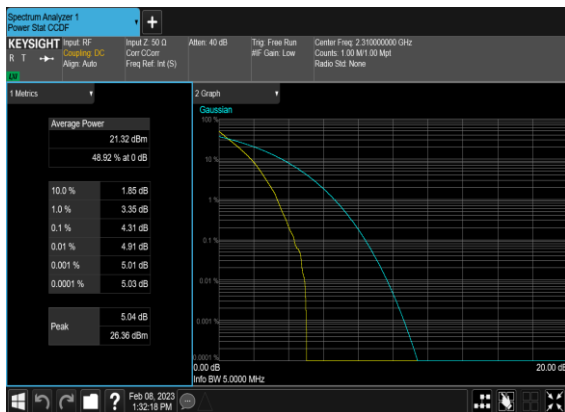 Spectrum Analyzer 1
Power Stat CCDF
+
KEYSIGHT
R T
Input: RF
Coupling: DC
Align: Auto
Input Z: 50 Ω
Corr CCorr
Freq Ref: Int (S)
Atten: 40 dB
Trig: Free Run
#IF Gain: Low
Center Freq: 2.310000000 GHz
Counts: 1.00 M/1.00 Mpt
Radio Std: None
1 Metrics
Average Power
21.32 dBm
48.92 % at 0 dB
10.0 % 1.85 dB
1.0 % 3.35 dB
0.1 % 4.31 dB
0.01 % 4.91 dB
0.001 % 5.01 dB
0.0001 % 5.03 dB
Peak 5.04 dB
26.36 dBm
2 Graph
Gaussian
100 %
10 %
1 %
0.1 %
0.01 %
0.001 %
0.0001 %
0.00 dB 20.00 dB
Info BW 5.0000 MHz
?
Feb 08, 2023
1:32:18 PM